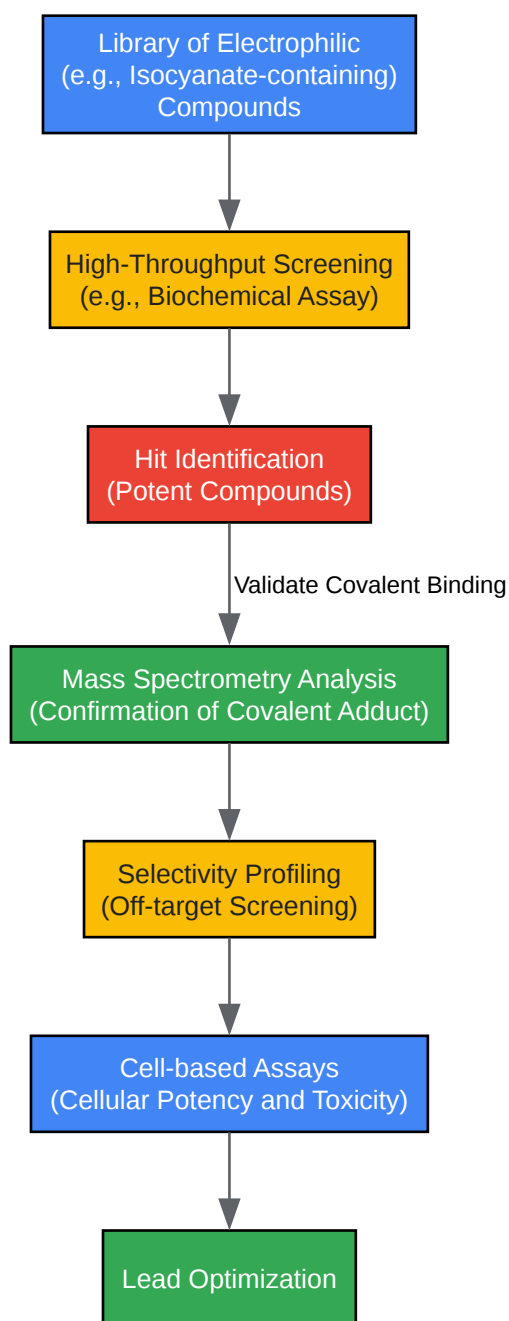 Library of Electrophilic
(e.g., Isocyanate-containing)
Compounds
High-Throughput Screening
(e.g., Biochemical Assay)
Hit Identification
(Potent Compounds)
Validate Covalent Binding
Mass Spectrometry Analysis
(Confirmation of Covalent Adduct)
Selectivity Profiling
(Off-target Screening)
Cell-based Assays
(Cellular Potency and Toxicity)
Lead Optimization